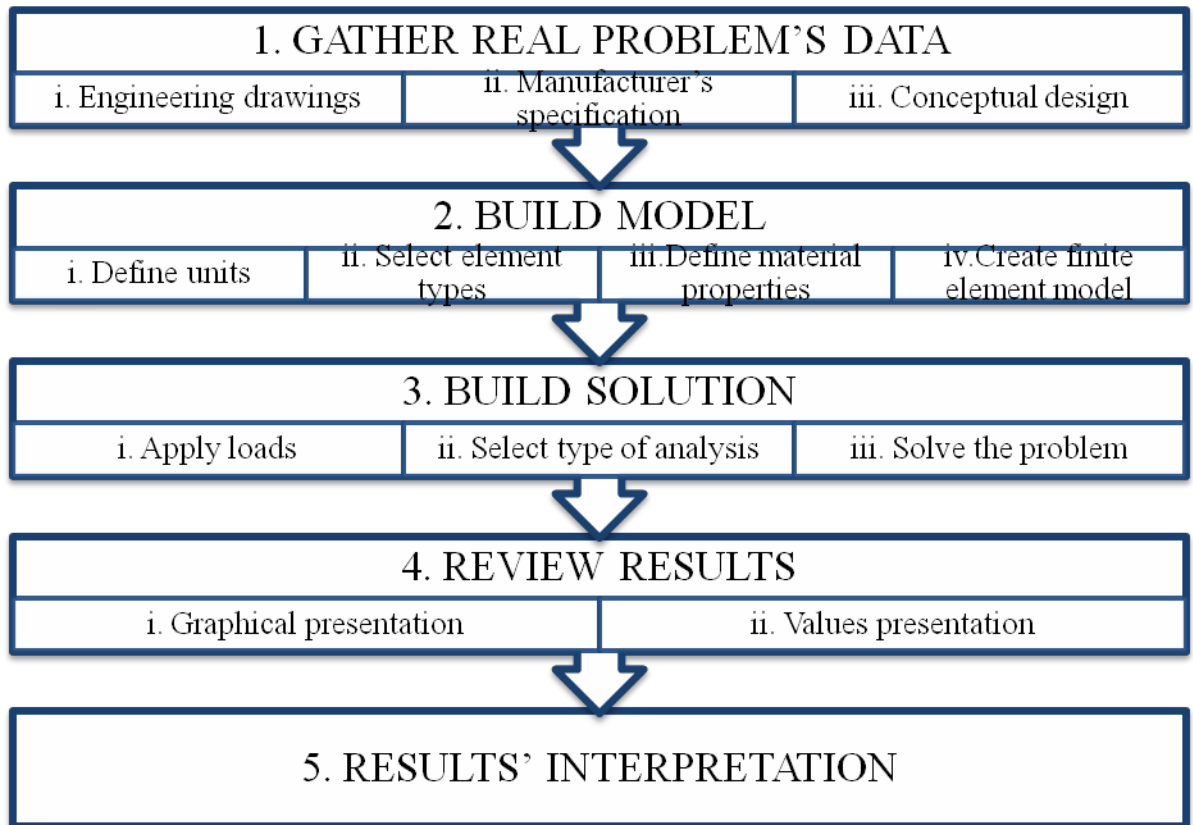 1. GATHER REAL PROBLEM'S DATA
i. Engineering drawings
ii. Manufacturer's
specification
iii. Conceptual design
2. BUILD MODEL
i. Define units
ii. Select element
types
iii.Define material
properties
iv.Create finite
element model
3. BUILD SOLUTION
i. Apply loads
ii. Select type of analysis
iii. Solve the problem
4. REVIEW RESULTS
i. Graphical presentation
ii. Values presentation
5. RESULTS' INTERPRETATION